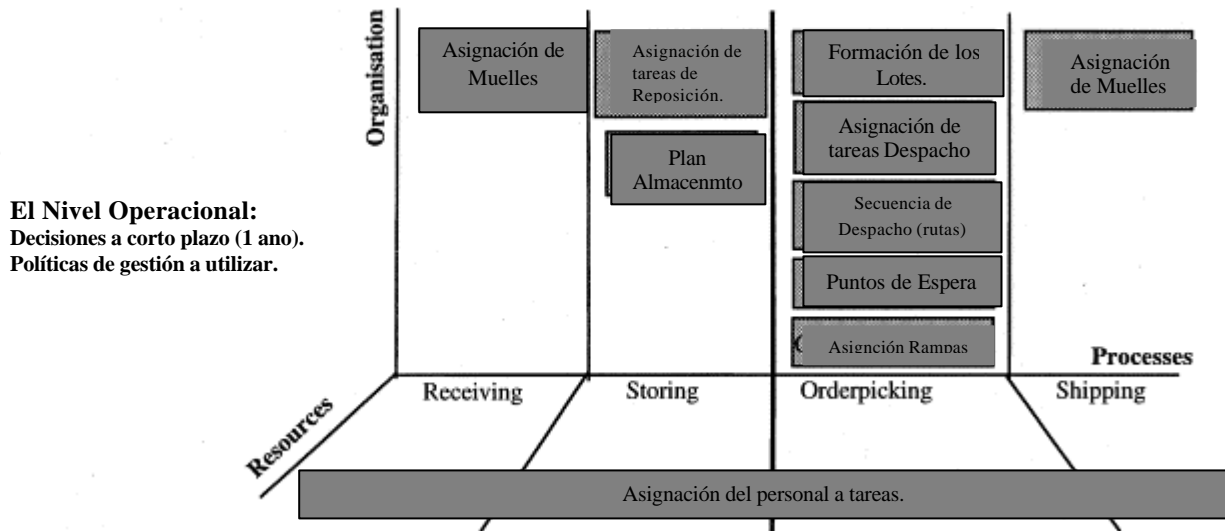 Organisation
Asignación de
Muelles
Asignación de
tareas de
Reposición.
Plan
Almacenmto
Formación de los
Lotes.
Asignación de
tareas Despacho
Secuencia de
Despacho (rutas)
Puntos de Espera
Asignción Rampas
Asignación
de Muelles
El Nivel Operacional:
Decisiones a corto plazo (1 ano).
Políticas de gestión a utilizar.
Processes
Receiving
Storing
Orderpicking
Shipping
Resources
Asignación del personal a tareas.